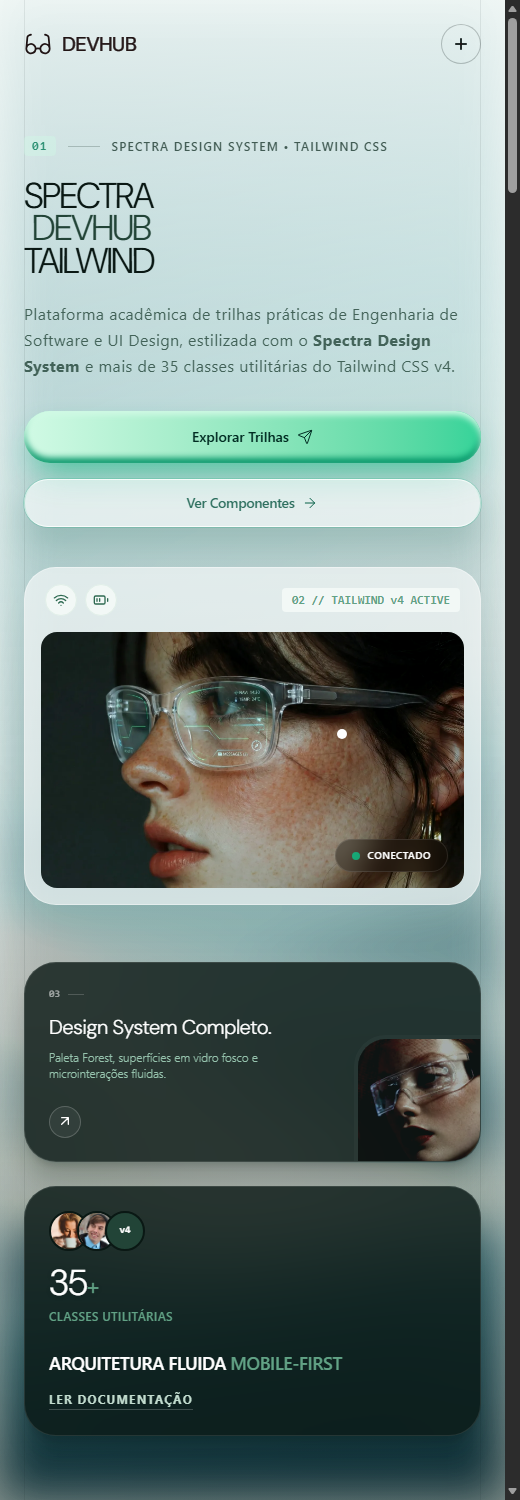 DEVHUB
01
SPECTRA DESIGN SYSTEM • TAILWIND CSS
SPECTRA
DEVHUB
TAILWIND
Plataforma acadêmica de trilhas práticas de Engenharia de
Software e UI Design, estilizada com o Spectra Design
System e mais de 35 classes utilitárias do Tailwind CSS v4.
Explorar Trilhas
Ver Componentes
02 // TAILWIND v4 ACTIVE
CONECTADO
03
Design System Completo.
Paleta Forest, superfícies em vidro fosco e
microinterações fluidas.
v4
35+
CLASSES UTILITÁRIAS
ARQUITETURA FLUIDA MOBILE-FIRST
LER DOCUMENTAÇÃO